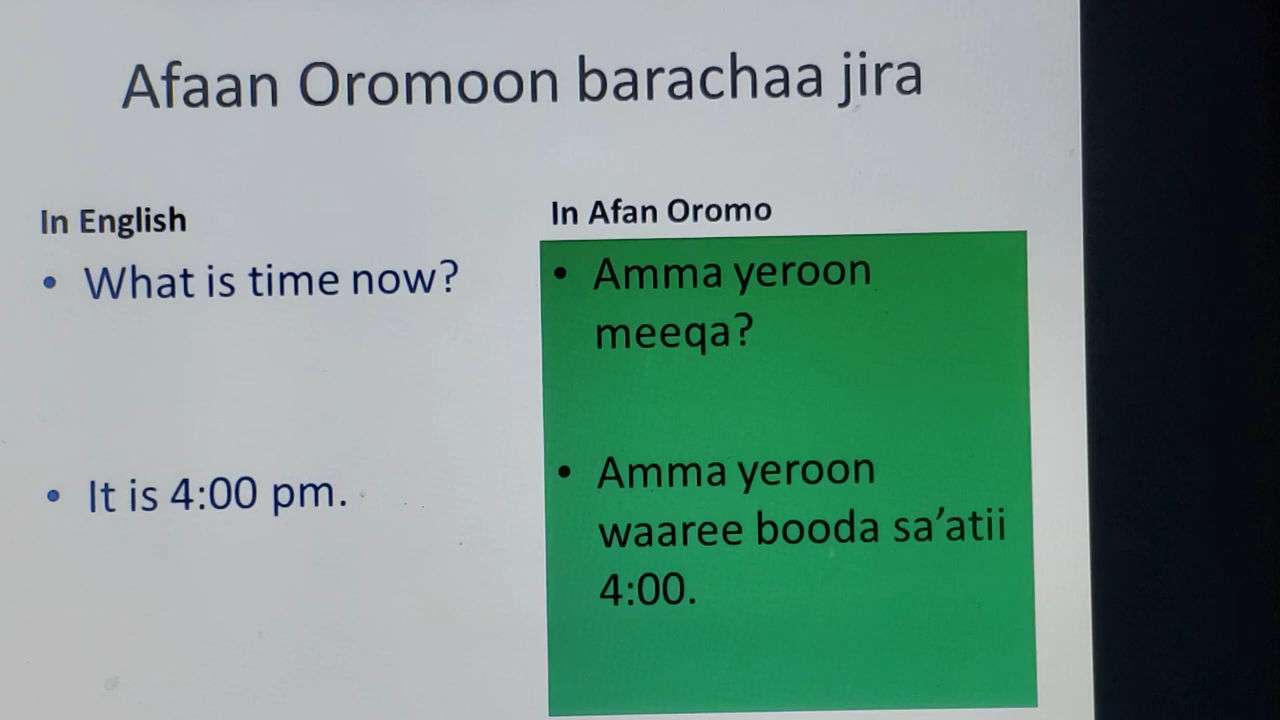 Afaan Oromoon barachaa jira
In English
• What is time now?
• It is 4:00 pm.
In Afan Oromo
• Amma yeroon
meeqa?
• Amma yeroon
waaree booda sa’atii
4:00.